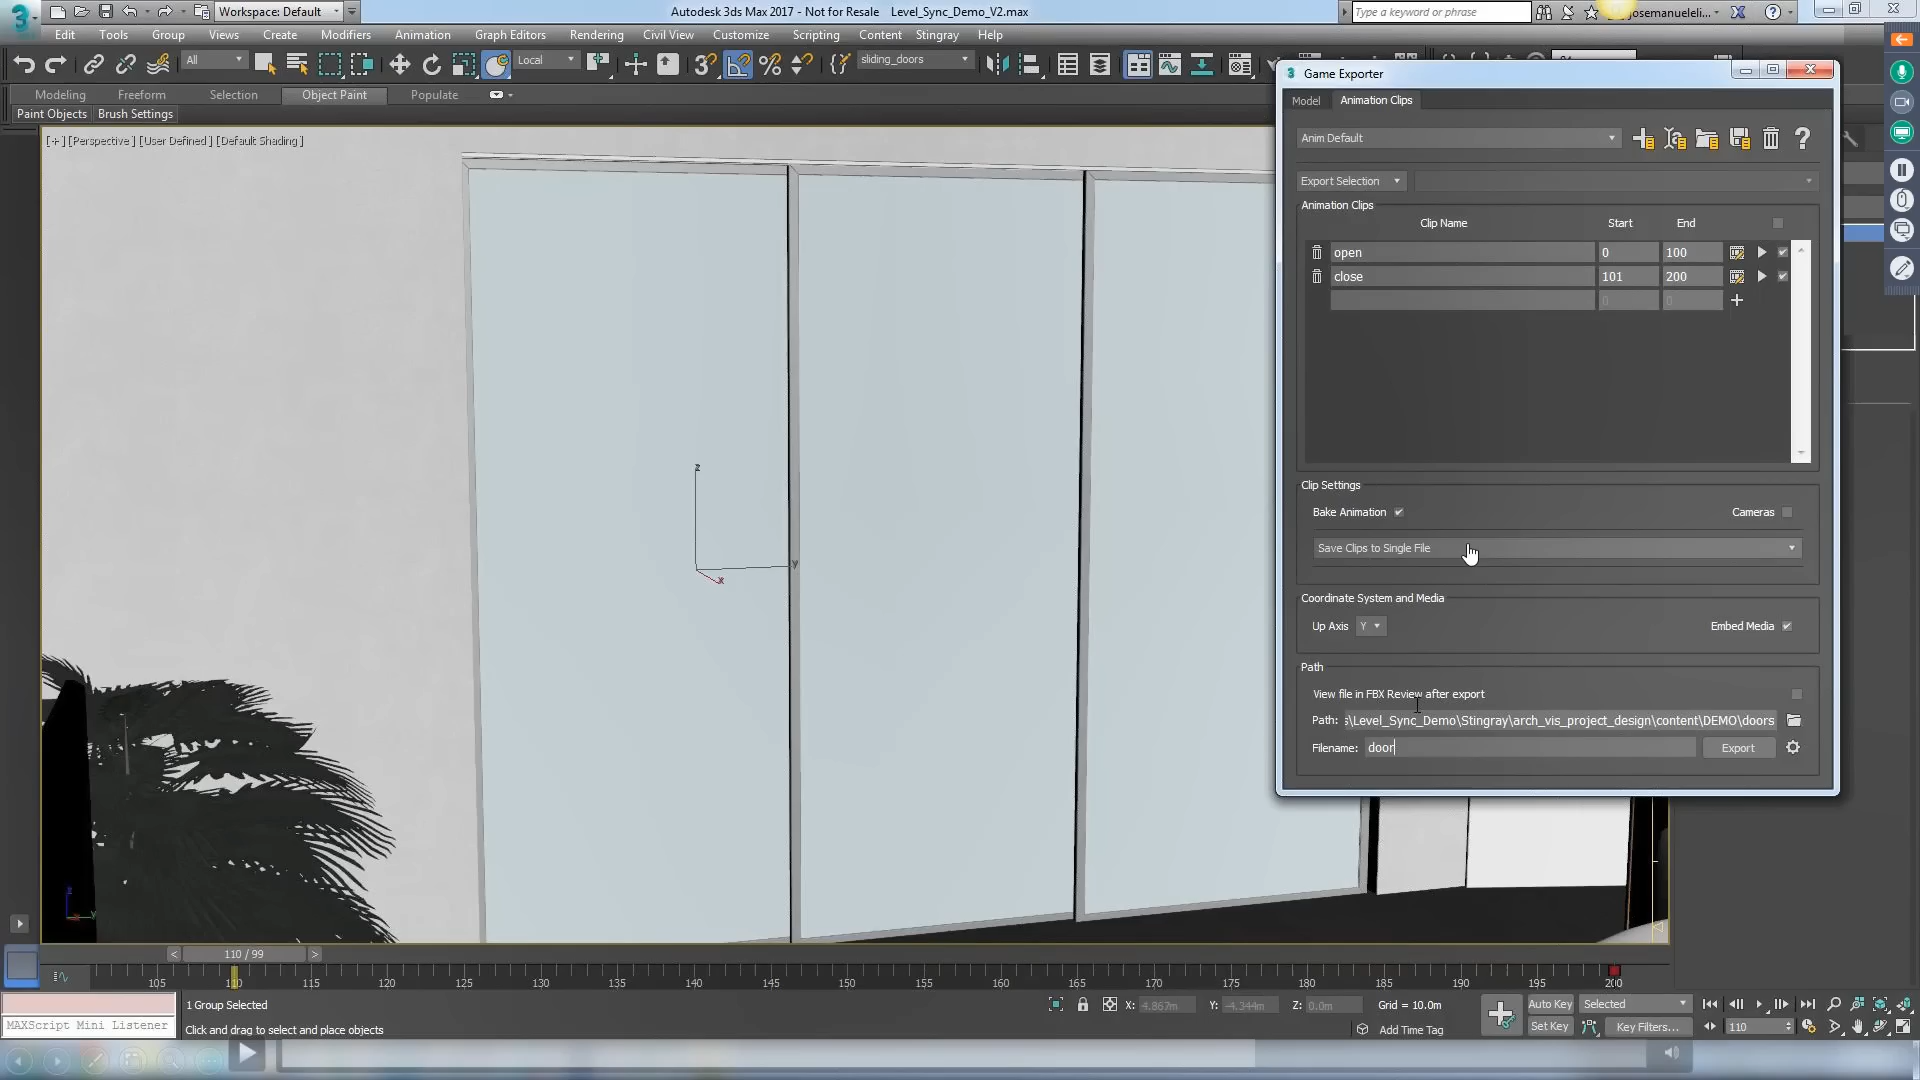 Workspace: Default
Autodesk 3ds Max 2017 - Not for Resale    Level_Sync_Demo_V2.max
Type a keyword or phrase
josemanueleli...
Edit Tools Group Views Create Modifiers Animation Graph Editors Rendering Civil View Customize Scripting Content Stingray Help
All
Local
sliding_doors
Modeling Freeform Selection Object Paint Populate
Paint Objects Brush Settings
[+] [Perspective] [User Defined] [Default Shading]
Game Exporter
Model Animation Clips
Anim Default
Export Selection
Animation Clips
Clip Name Start End
open 0 100
close 101 200
0 0
Clip Settings
Bake Animation Cameras
Save Clips to Single File
Coordinate System and Media
Up Axis Y Embed Media
Path
View file in FBX Review after export
Path: s\Level_Sync_Demo\Stingray\arch_vis_project_design\content\DEMO\doors
Filename: door Export
z
y
x
< 110 / 99 >
105 110 115 120 125 130 135 140 145 150 155 160 165 170 175 180 185 190 195 200
1 Group Selected
X: -4.867m Y: -4.344m Z: 0.0m Grid = 10.0m
Auto Key Selected
MAXScript Mini Listener
Click and drag to select and place objects
Add Time Tag
Set Key Key Filters...
110